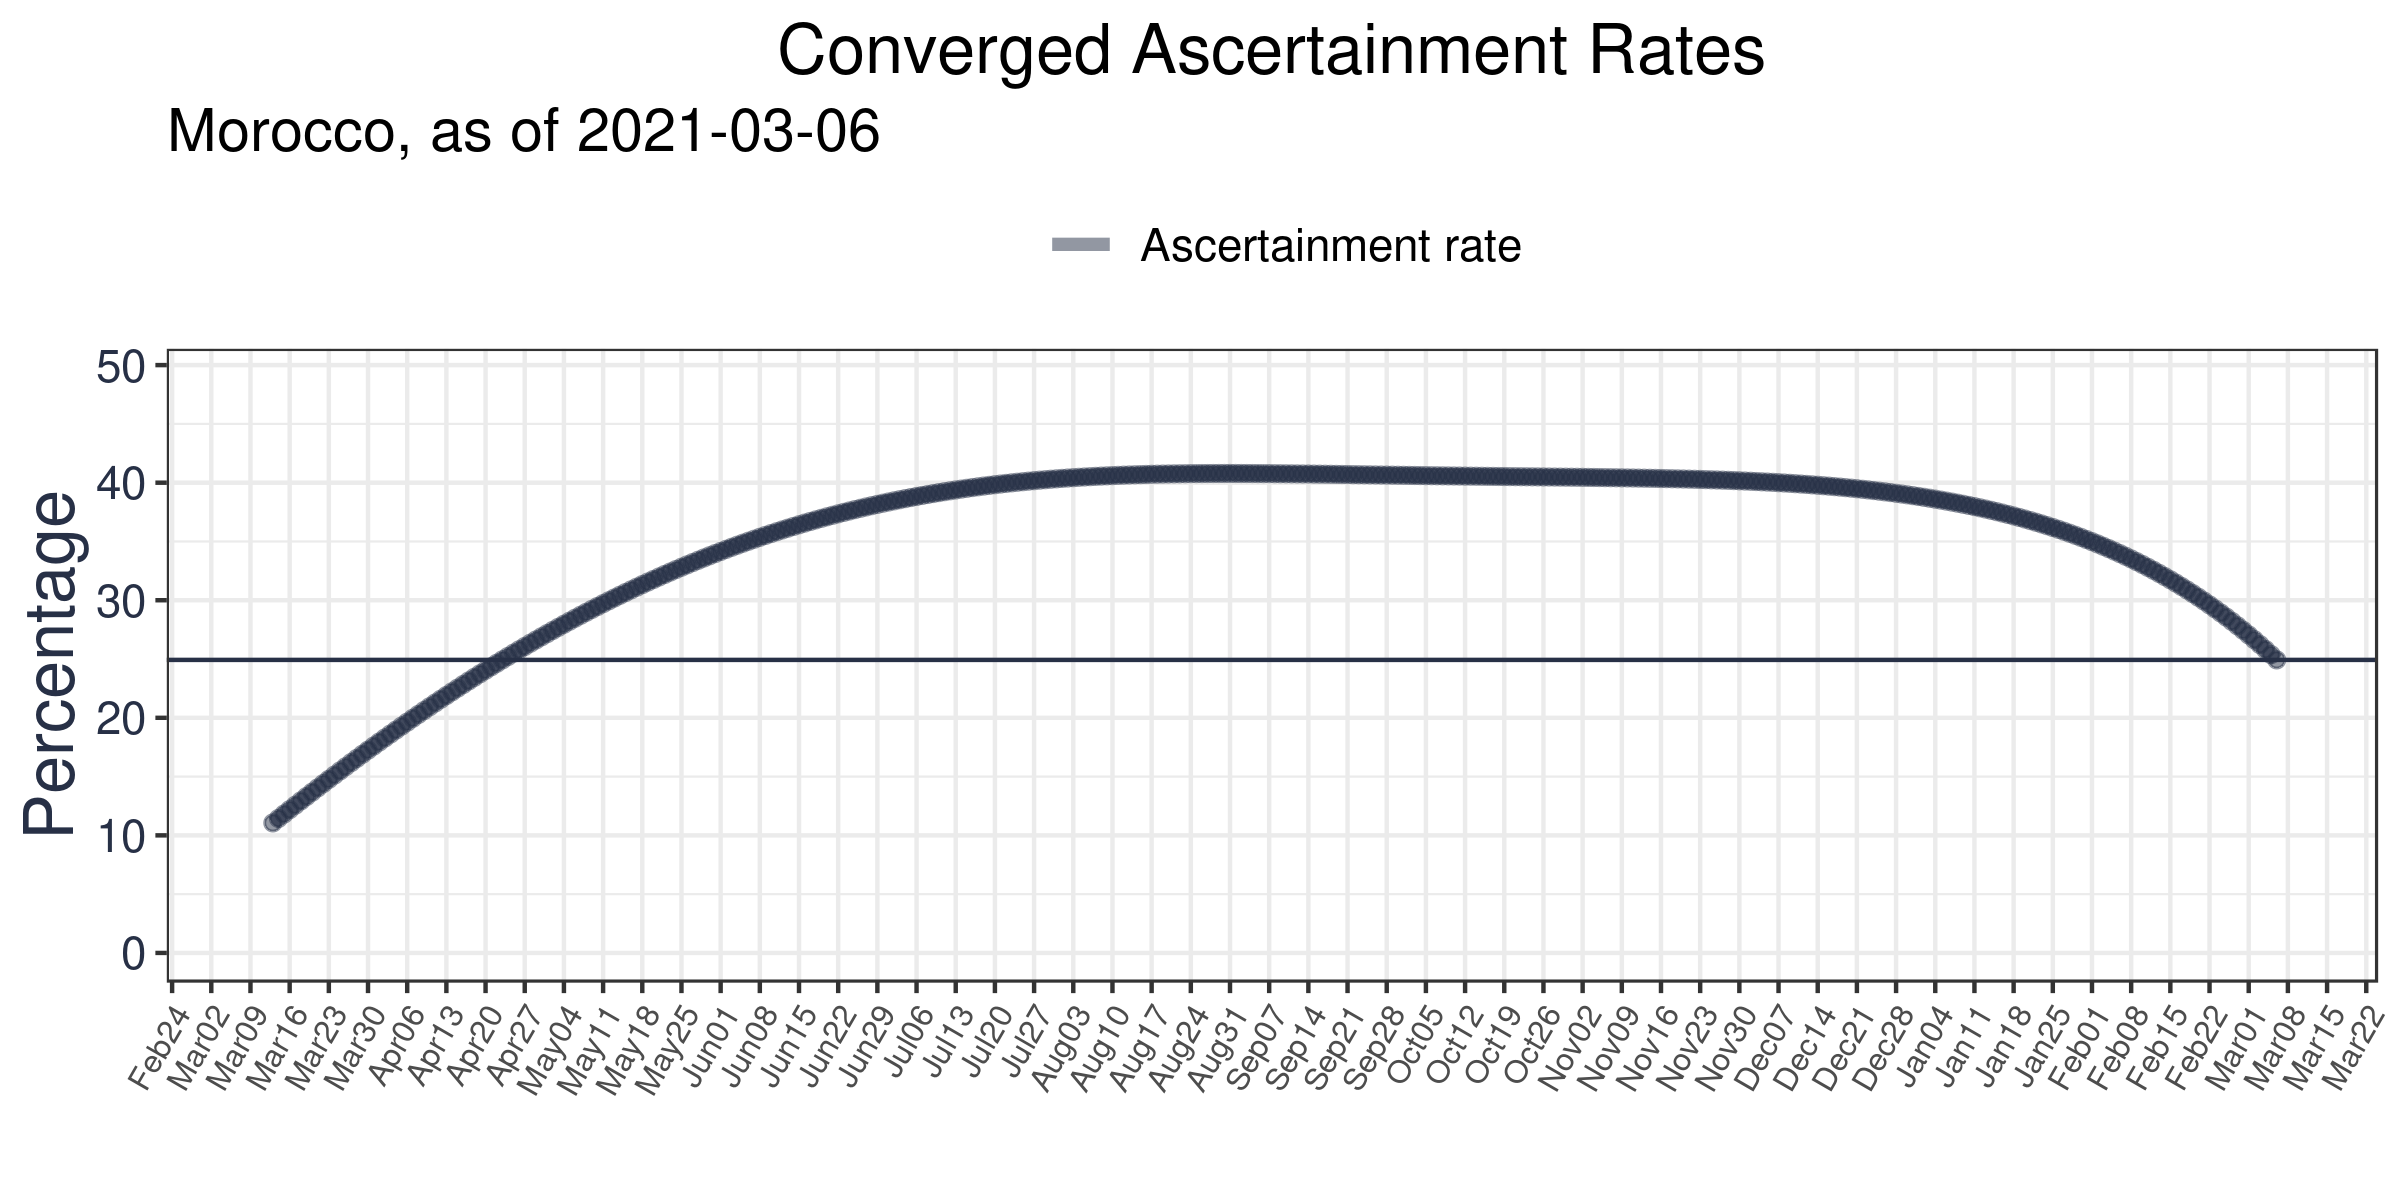 Converged Ascertainment Rates
Morocco, as of 2021-03-06
Ascertainment rate
Percentage
50
40
30
20
10
0
Feb24
Mar02
Mar09
Mar16
Mar23
Mar30
Apr06
Apr13
Apr20
Apr27
May04
May11
May18
May25
Jun01
Jun08
Jun15
Jun22
Jun29
Jul06
Jul13
Jul20
Jul27
Aug03
Aug10
Aug17
Aug24
Aug31
Sep07
Sep14
Sep21
Sep28
Oct05
Oct12
Oct19
Oct26
Nov02
Nov09
Nov16
Nov23
Nov30
Dec07
Dec14
Dec21
Dec28
Jan04
Jan11
Jan18
Jan25
Feb01
Feb08
Feb15
Feb22
Mar01
Mar08
Mar15
Mar22